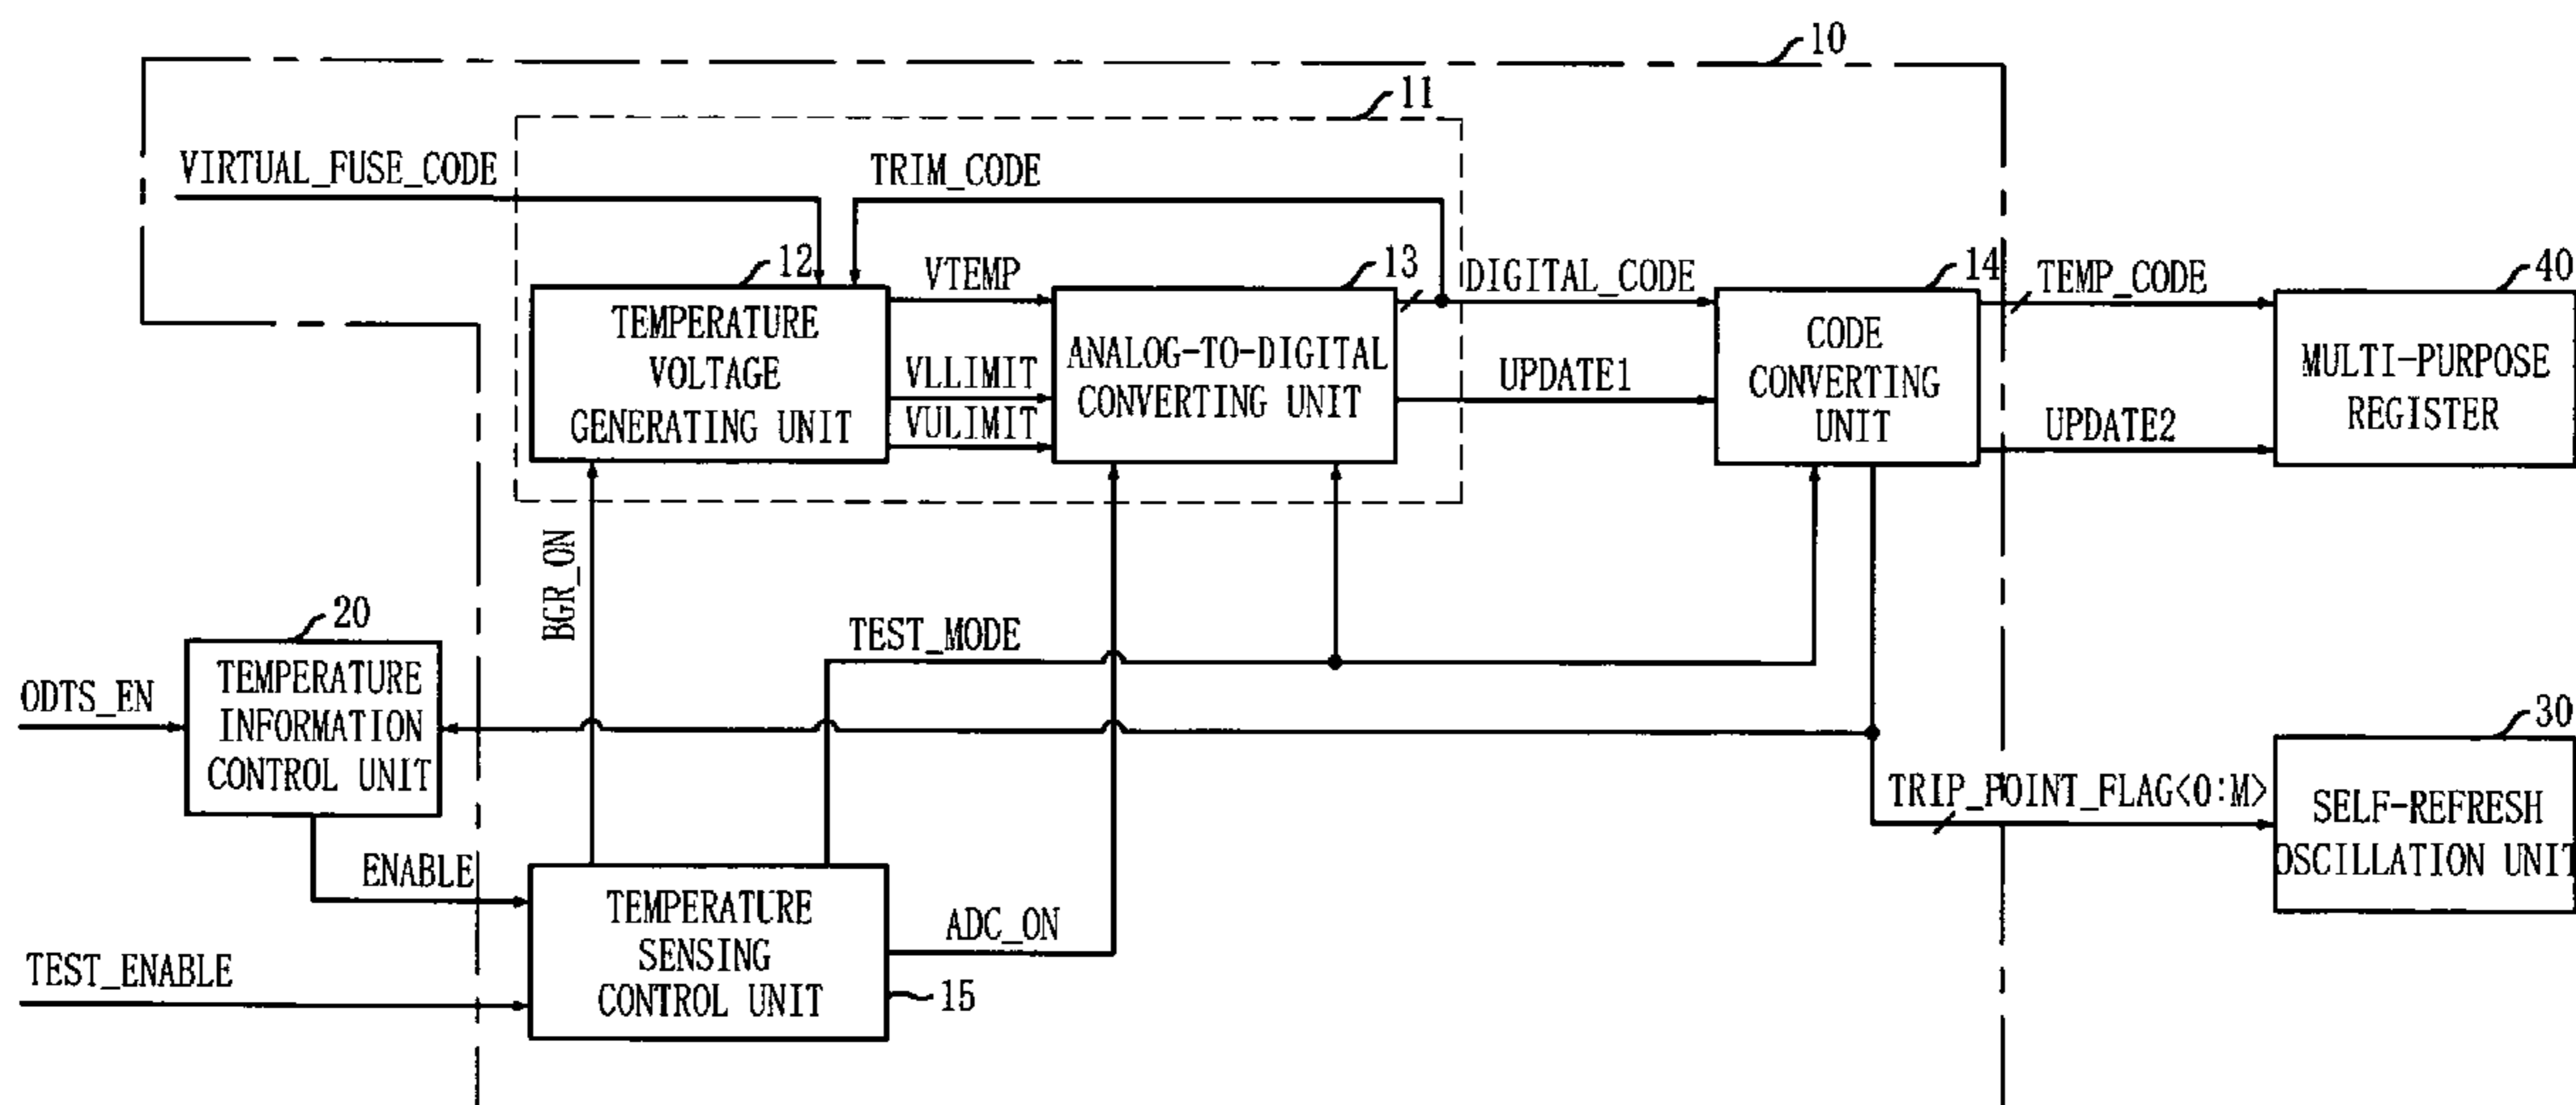 10
11
VIRTUAL_FUSE_CODE
TRIM_CODE
12
VTEMP
13
DIGITAL_CODE
14
TEMP_CODE
40
TEMPERATURE
VOLTAGE
GENERATING UNIT
VLLIMIT
VULIMIT
ANALOG-TO-DIGITAL
CONVERTING UNIT
UPDATE1
CODE
CONVERTING
UNIT
UPDATE2
MULTI-PURPOSE
REGISTER
BGR_ON
20
TEST_MODE
ODTS_EN
TEMPERATURE
INFORMATION
CONTROL UNIT
30
TRIP_POINT_FLAG<0:M>
SELF-REFRESH
OSCILLATION UNIT
ENABLE
TEMPERATURE
SENSING
CONTROL UNIT
ADC_ON
TEST_ENABLE
15